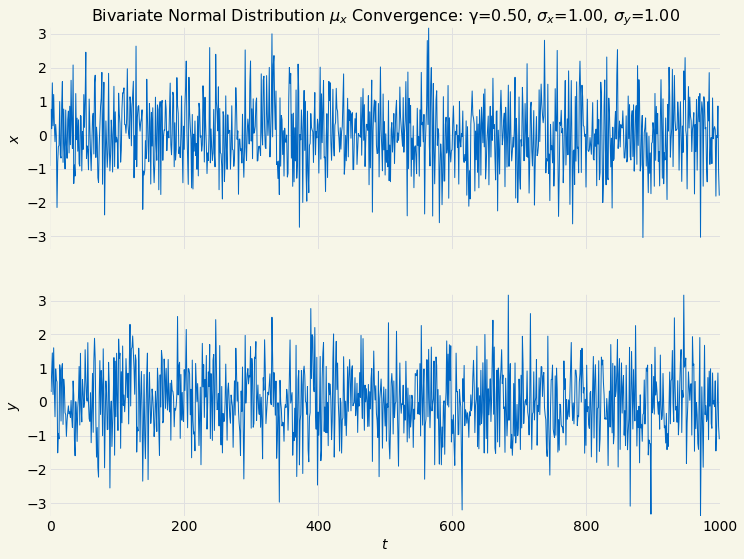 Bivariate Normal Distribution μₓ Convergence: γ=0.50, σₓ=1.00, σᵧ=1.00
3
2
1
0
−1
−2
−3
x
3
2
1
0
−1
−2
−3
y
0 200 400 600 800 1000
t